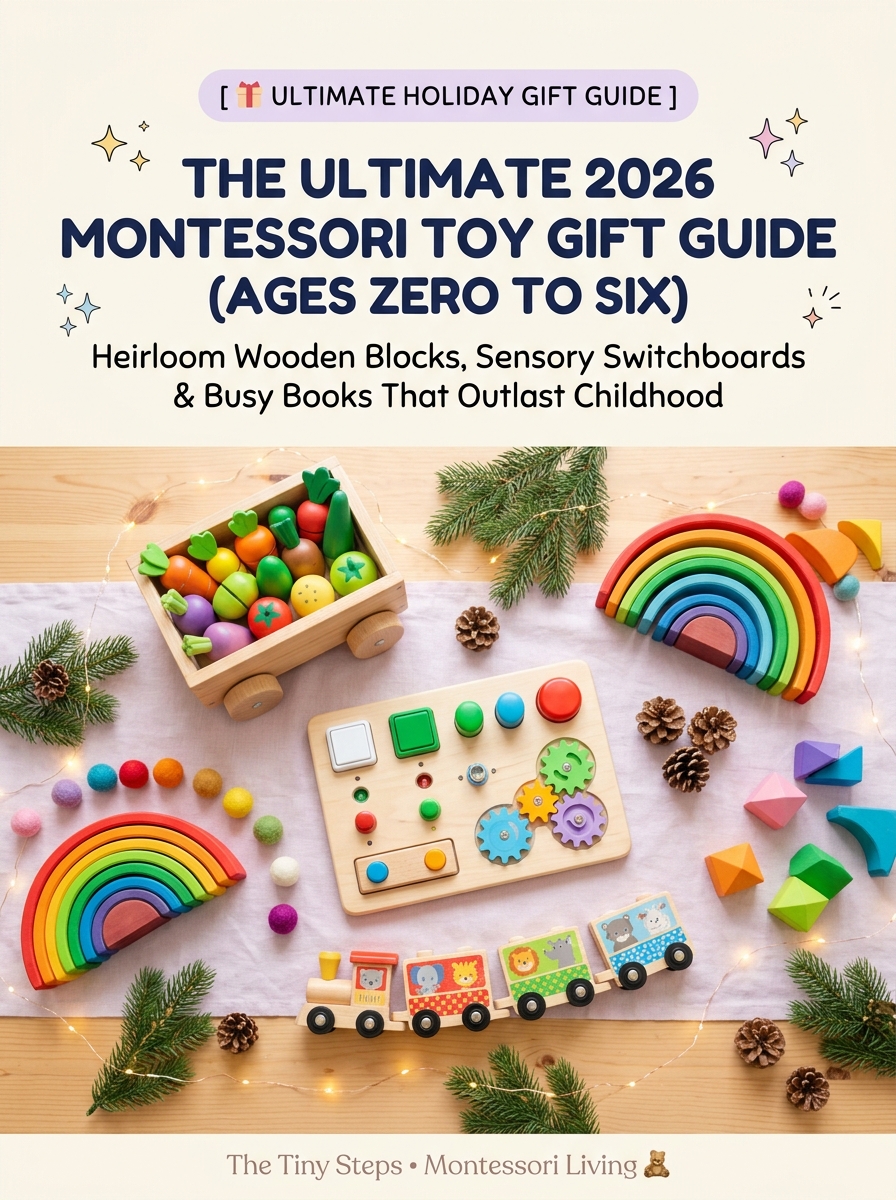 [ 🎁 ULTIMATE HOLIDAY GIFT GUIDE ]
THE ULTIMATE 2026
MONTESSORI TOY GIFT GUIDE
(AGES ZERO TO SIX)
Heirloom Wooden Blocks, Sensory Switchboards
& Busy Books That Outlast Childhood
The Tiny Steps • Montessori Living 🧸